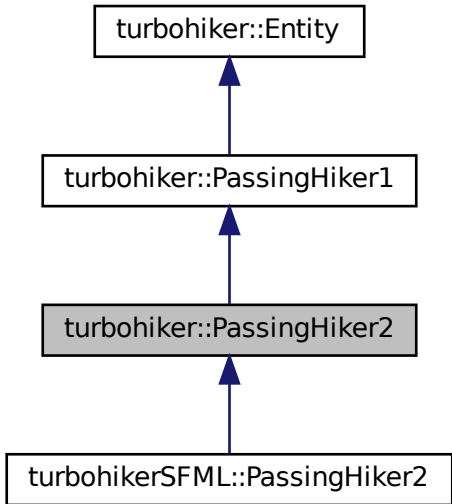 turbohiker::Entity
turbohiker::PassingHiker1
turbohiker::PassingHiker2
turbohikerSFML::PassingHiker2